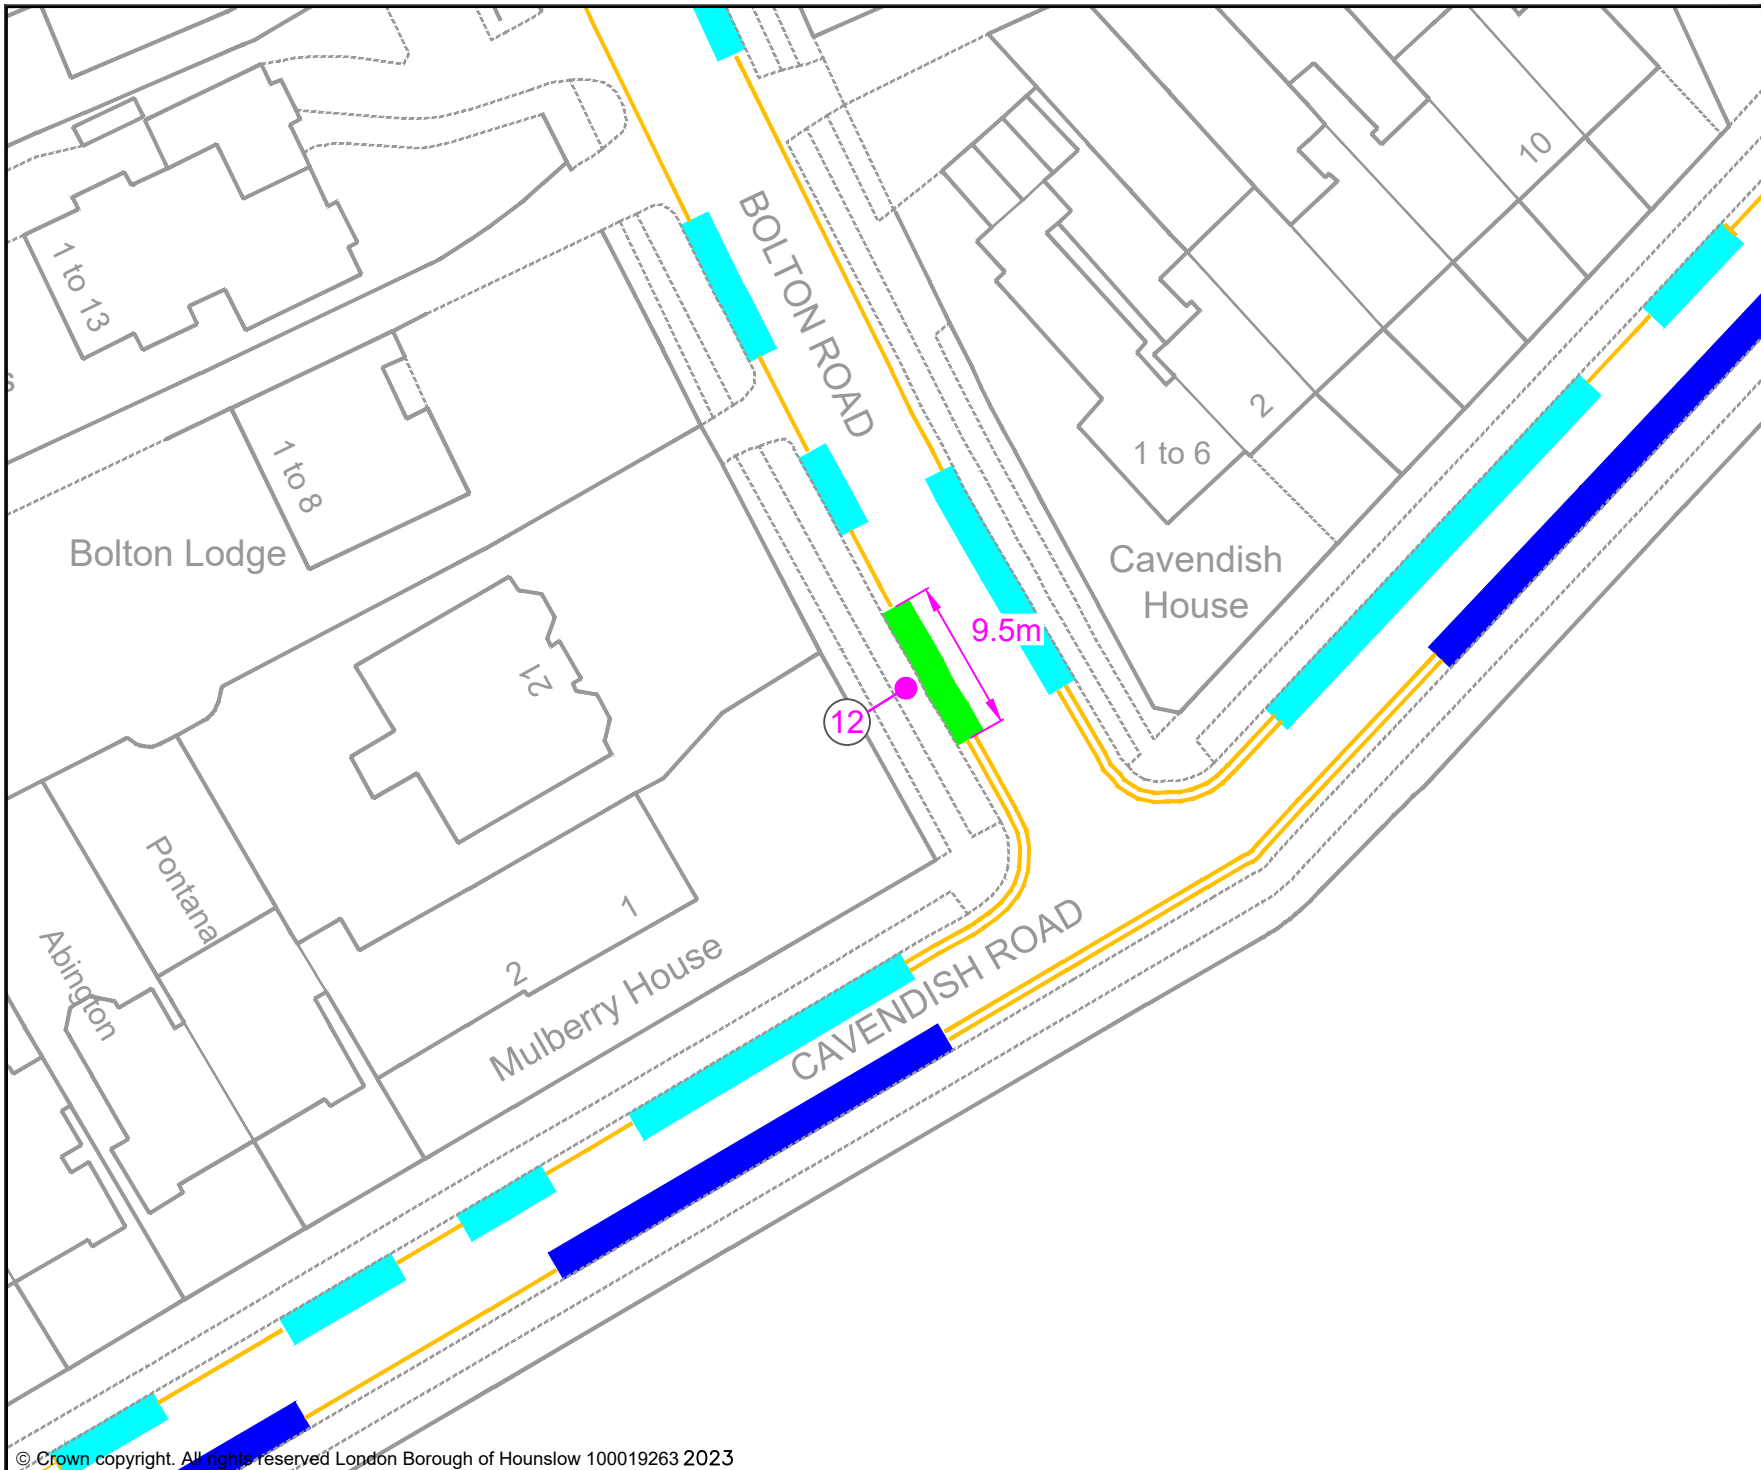 10
BOLTON ROAD
1 to 13
s
2
1 to 6
1 to 8
Bolton Lodge
Cavendish
House
9.5m
21
12
Pontana
1
Abington
2
Mulberry House
CAVENDISH ROAD
© Crown copyright. All rights reserved London Borough of Hounslow 100019263 2023